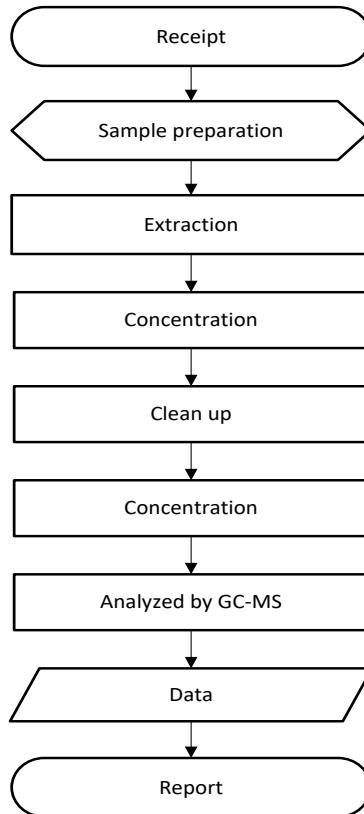 Receipt
Sample preparation
Extraction
Concentration
Clean up
Concentration
Analyzed by GC-MS
Data
Report